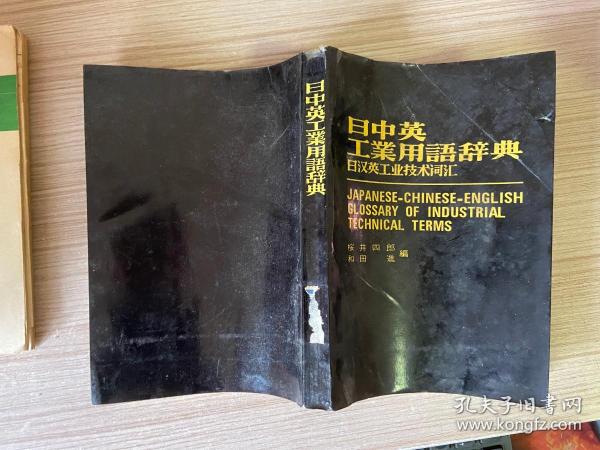 日中英工業用語辞典
日中英
工業用語辞典
日汉英工业技术词汇
JAPANESE-CHINESE-ENGLISH
GLOSSARY OF INDUSTRIAL
TECHNICAL TERMS
桜井四郎
和田 進 編
孔夫子旧书网
www.kongfz.com